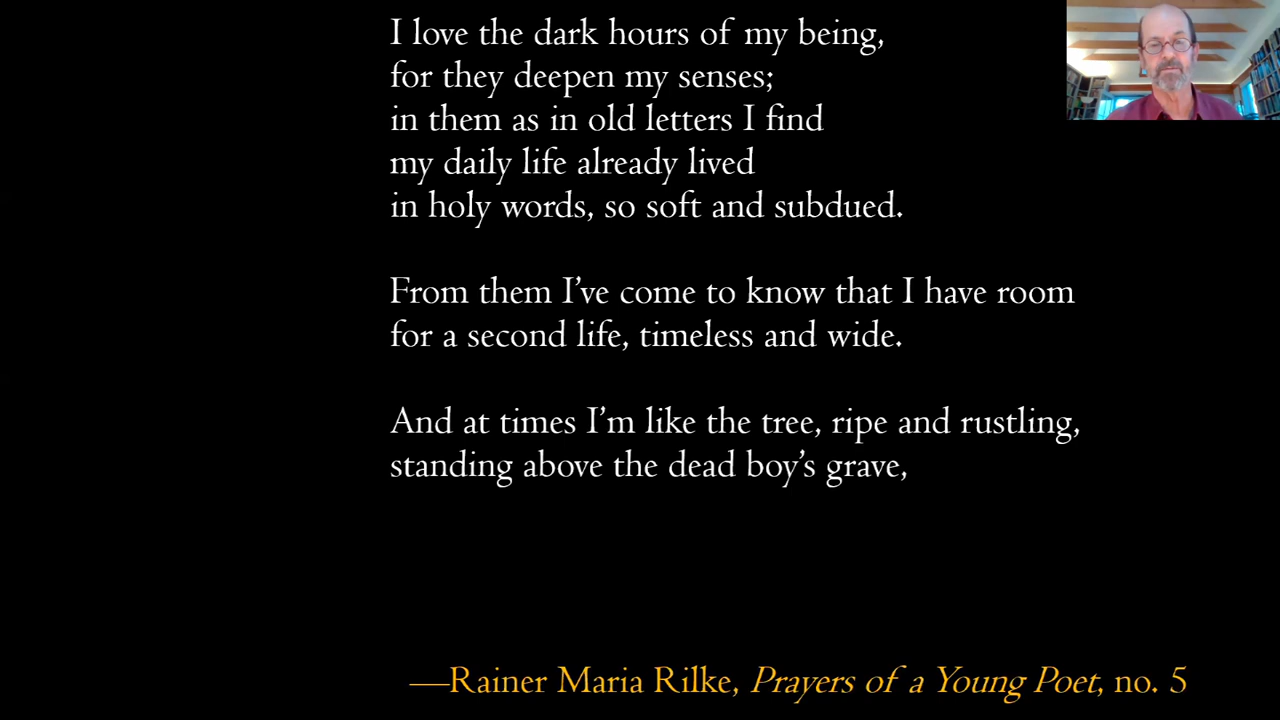 I love the dark hours of my being,
for they deepen my senses;
in them as in old letters I find
my daily life already lived
in holy words, so soft and subdued.
From them I’ve come to know that I have room
for a second life, timeless and wide.
And at times I’m like the tree, ripe and rustling,
standing above the dead boy’s grave,
—Rainer Maria Rilke, Prayers of a Young Poet, no. 5